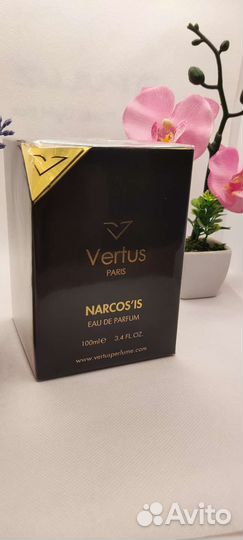 Vertus
PARIS
NARCOS'IS
EAU DE PARFUM
100ml℮ 3.4 FL.OZ.
www.vertusperfume.com
Avito